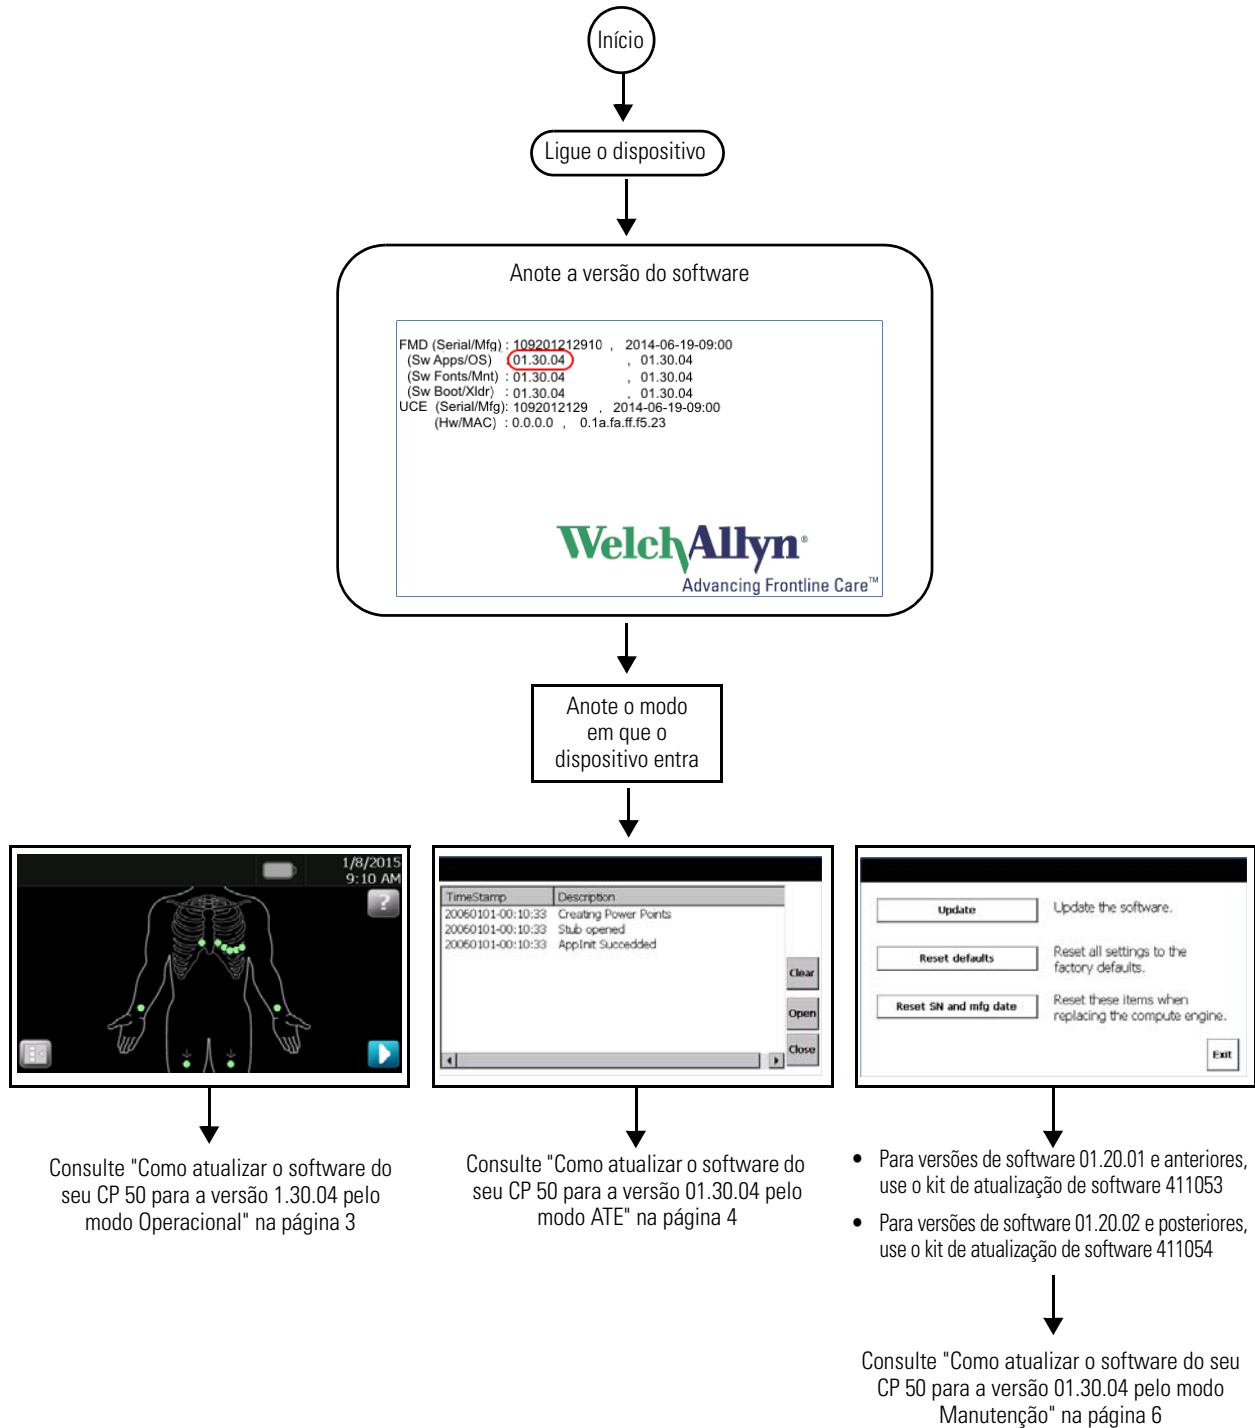 Início
Ligue o dispositivo
Anote a versão do software
FMD (Serial/Mfg) : 109201212910 , 2014-06-19-09:00
(Sw Apps/OS) : 01.30.04 , 01.30.04
(Sw Fonts/Mnt) : 01.30.04 , 01.30.04
(Sw Boot/Xldr) : 01.30.04 , 01.30.04
UCE (Serial/Mfg): 1092012129 , 2014-06-19-09:00
(Hw/MAC) : 0.0.0.0 , 0.1a.fa.ff.f5.23
WelchAllyn®
Advancing Frontline Care™
Anote o modo
em que o
dispositivo entra
1/8/2015
9:10 AM
?
TimeStamp Description
20060101-00:10:33 Creating Power Points
20060101-00:10:33 Stub opened
20060101-00:10:33 AppInit Succedded
Clear
Open
Close
Update Update the software.
Reset defaults Reset all settings to the
factory defaults.
Reset SN and mfg date Reset these items when
replacing the compute engine.
Exit
Consulte "Como atualizar o software do
seu CP 50 para a versão 1.30.04 pelo
modo Operacional" na página 3
Consulte "Como atualizar o software do
seu CP 50 para a versão 01.30.04 pelo
modo ATE" na página 4
• Para versões de software 01.20.01 e anteriores,
use o kit de atualização de software 411053
• Para versões de software 01.20.02 e posteriores,
use o kit de atualização de software 411054
Consulte "Como atualizar o software do seu
CP 50 para a versão 01.30.04 pelo modo
Manutenção" na página 6